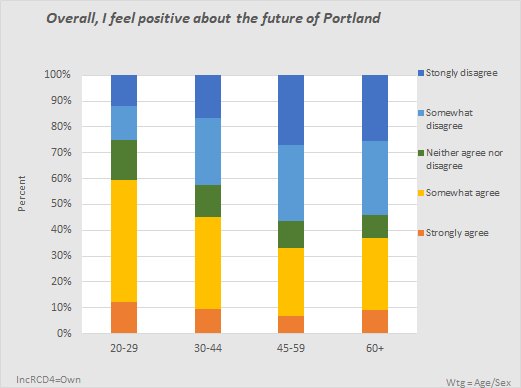 Overall, I feel positive about the future of Portland
100%
90%
80%
70%
60%
50%
40%
30%
20%
10%
0%
Percent
20-29
30-44
45-59
60+
Stongly disagree
Somewhat
disagree
Neither agree nor
disagree
Somewhat agree
Strongly agree
IncRCD4=Own
Wtg = Age/Sex